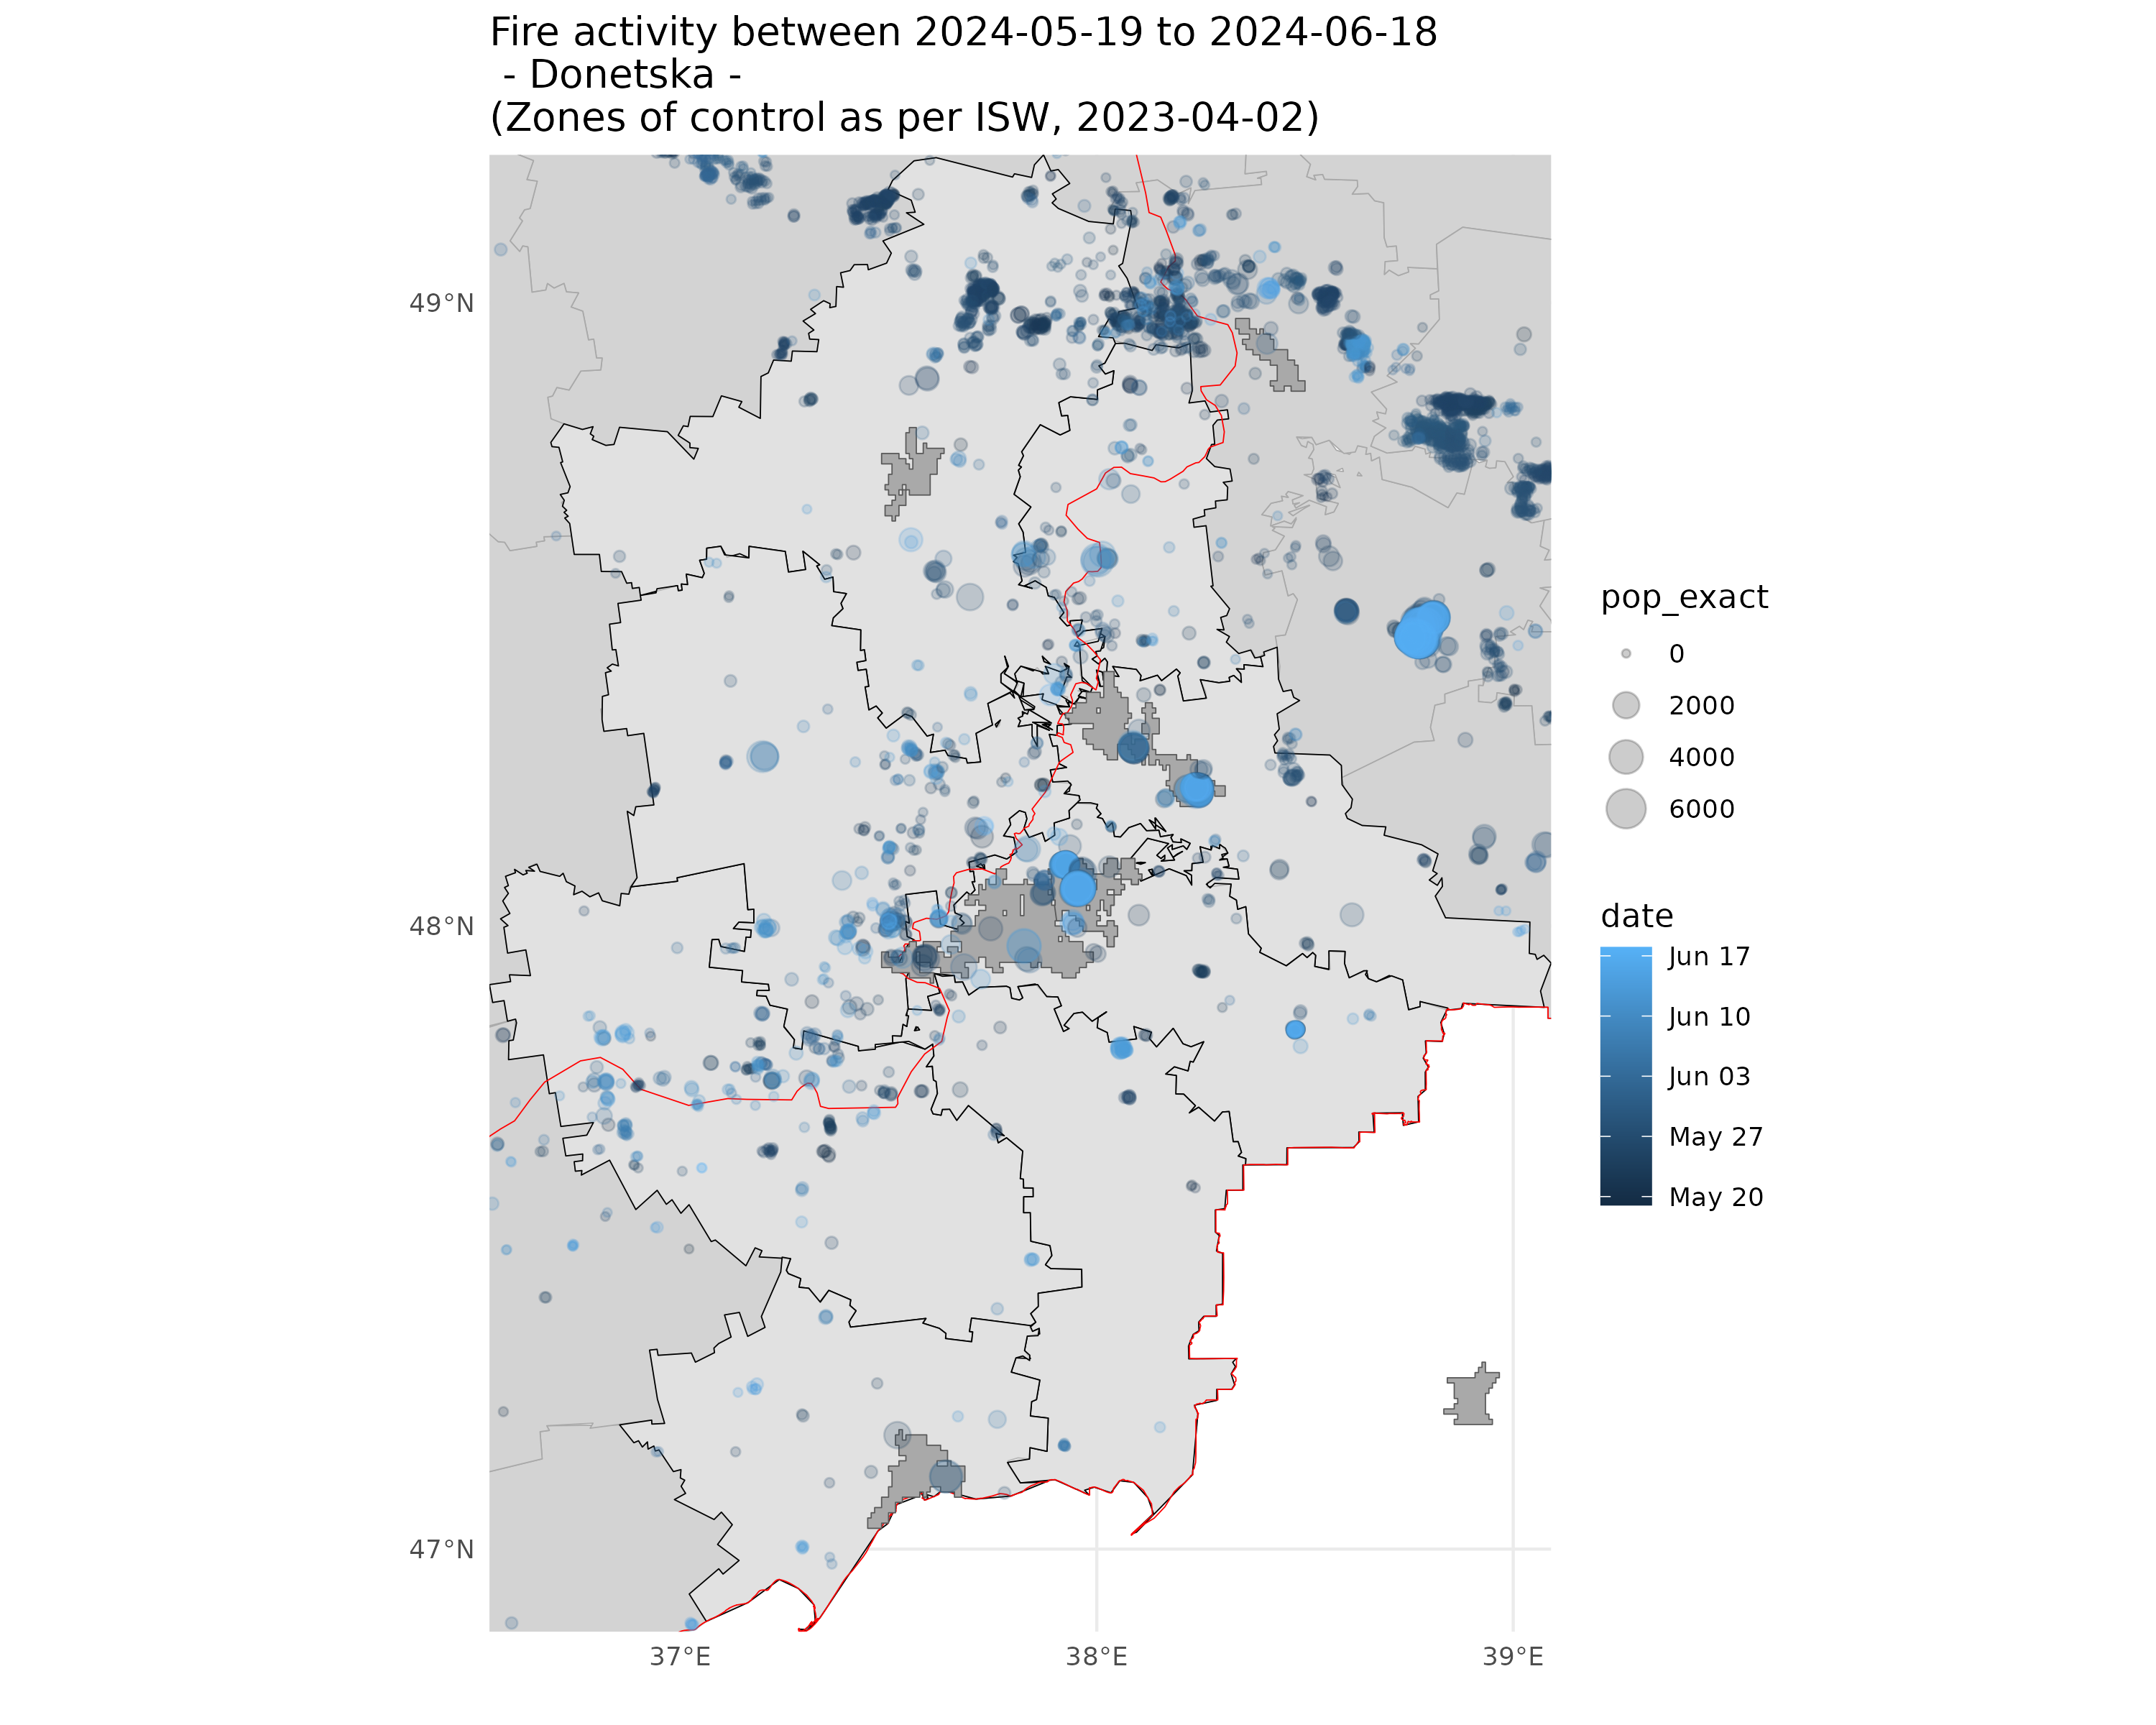 Fire activity between 2024-05-19 to 2024-06-18
- Donetska -
(Zones of control as per ISW, 2023-04-02)
49°N
48°N
47°N
37°E
38°E
39°E
pop_exact
0
2000
4000
6000
date
Jun 17
Jun 10
Jun 03
May 27
May 20